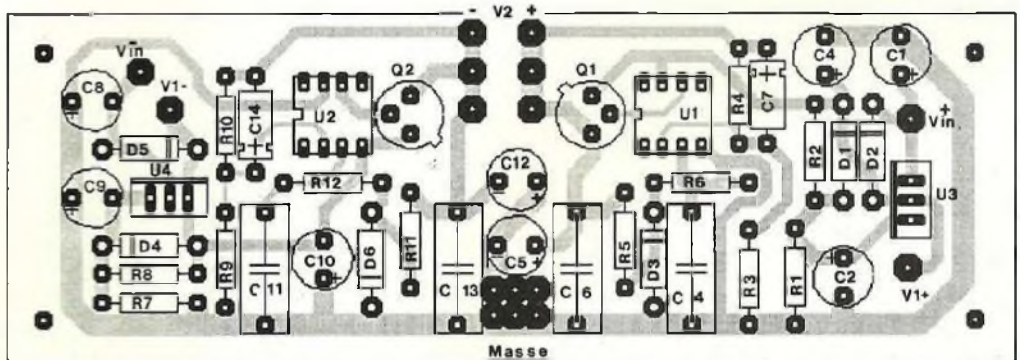 - V2 +
Vin -
V1-
C8
R10
C14
U2
Q2
Q1
U1
R4
C7
C4
C1
Vin +
D5
U4
R12
C12
R6
R2
D1
D2
U3
C9
D4
R8
R7
R9
C 11
C10
D6
R11
C 13
C5
C 6
R5
D3
C 4
R3
R1
C2
V1+
Masse